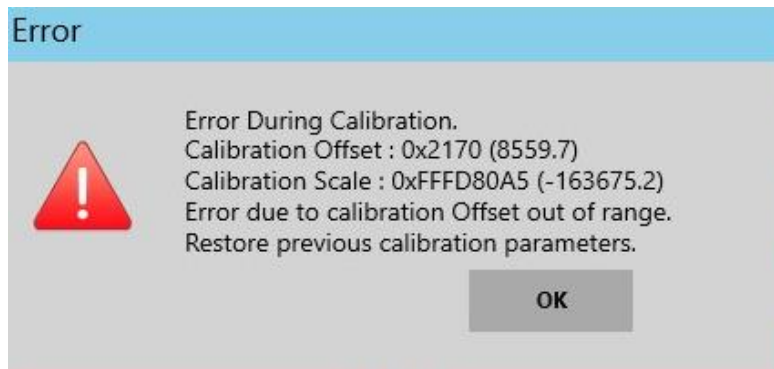 Error
Error During Calibration.
Calibration Offset : 0x2170 (8559.7)
Calibration Scale : 0xFFFD80A5 (-163675.2)
Error due to calibration Offset out of range.
Restore previous calibration parameters.
OK